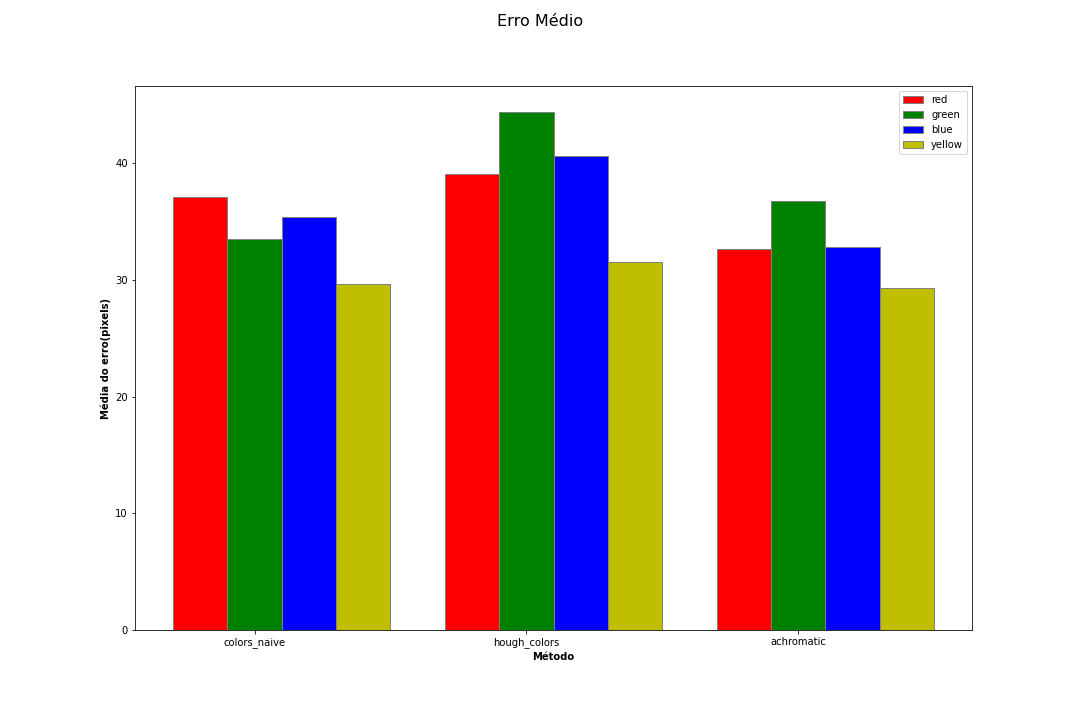 Erro Médio
red
green
blue
yellow
40
30
20
10
0
Média do erro(pixels)
colors_naive
hough_colors
achromatic
Método